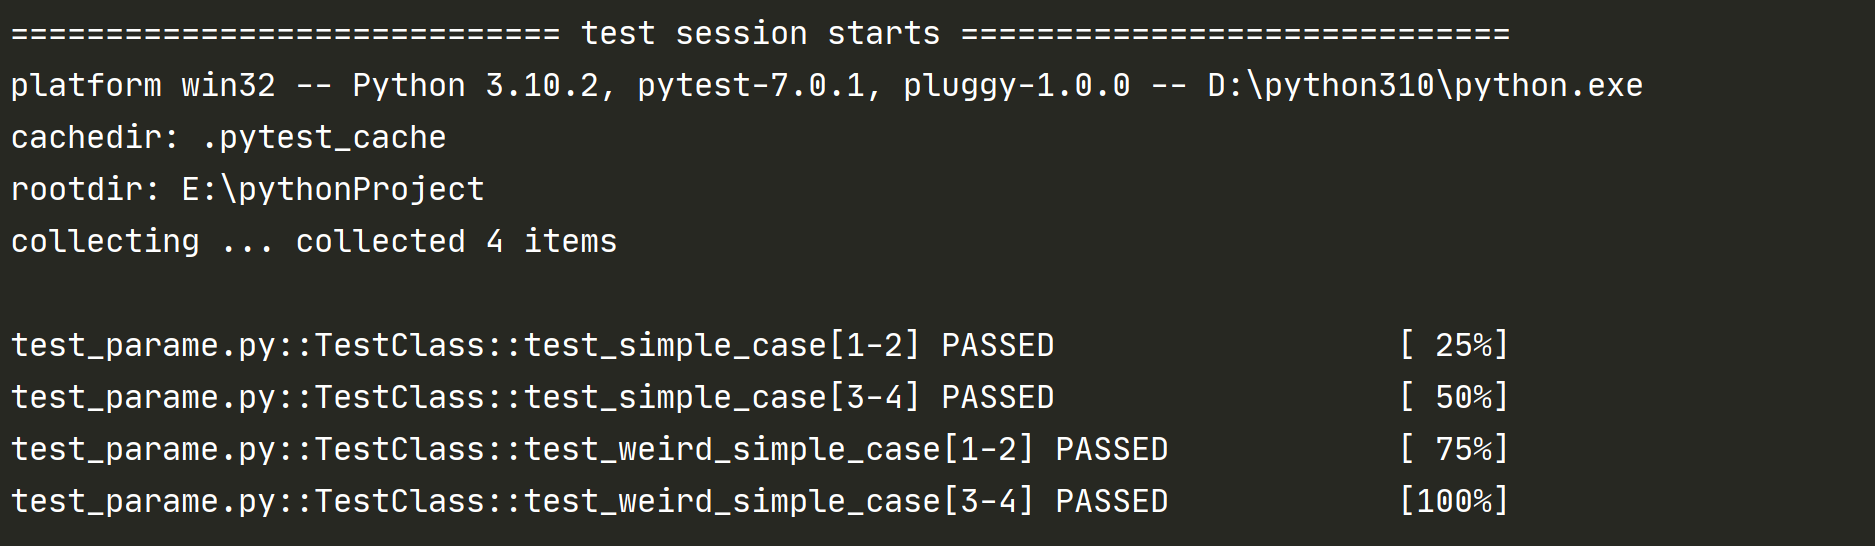 ============================= test session starts =============================
platform win32 -- Python 3.10.2, pytest-7.0.1, pluggy-1.0.0 -- D:\python310\python.exe
cachedir: .pytest_cache
rootdir: E:\pythonProject
collecting ... collected 4 items

test_parame.py::TestClass::test_simple_case[1-2] PASSED                  [ 25%]
test_parame.py::TestClass::test_simple_case[3-4] PASSED                  [ 50%]
test_parame.py::TestClass::test_weird_simple_case[1-2] PASSED            [ 75%]
test_parame.py::TestClass::test_weird_simple_case[3-4] PASSED            [100%]